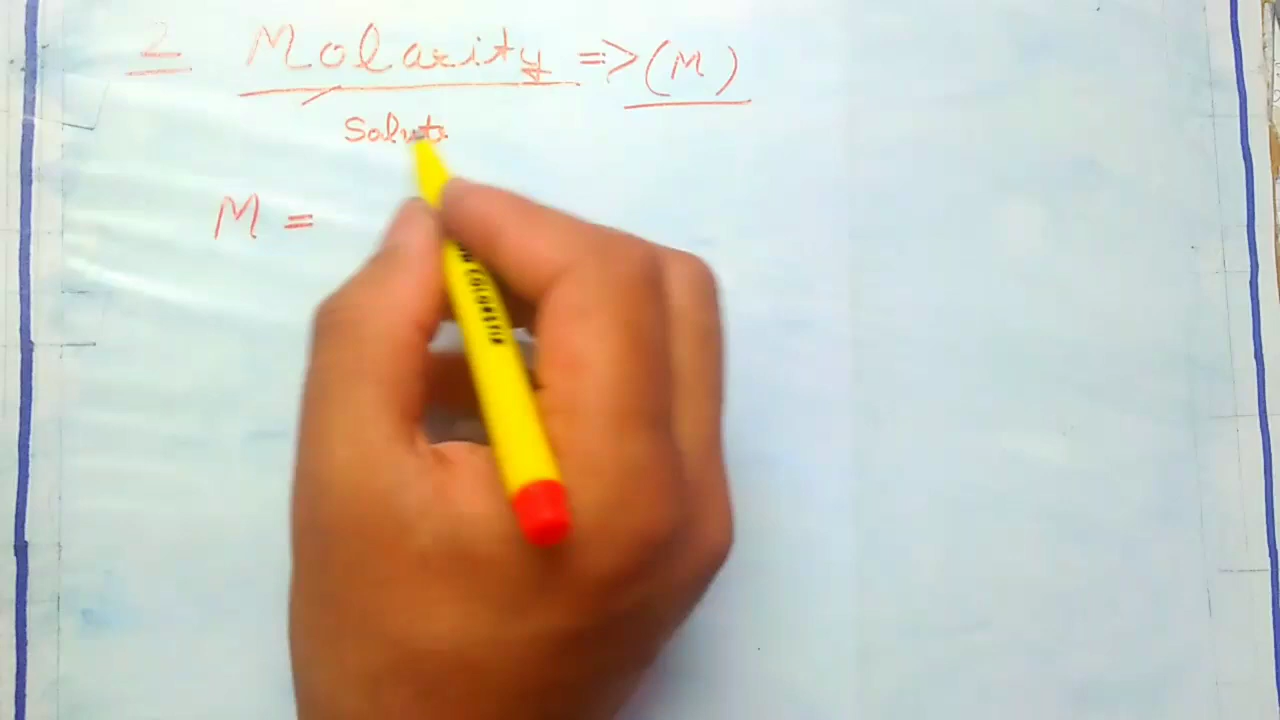 2 Molarity => (M)
Solute
M =